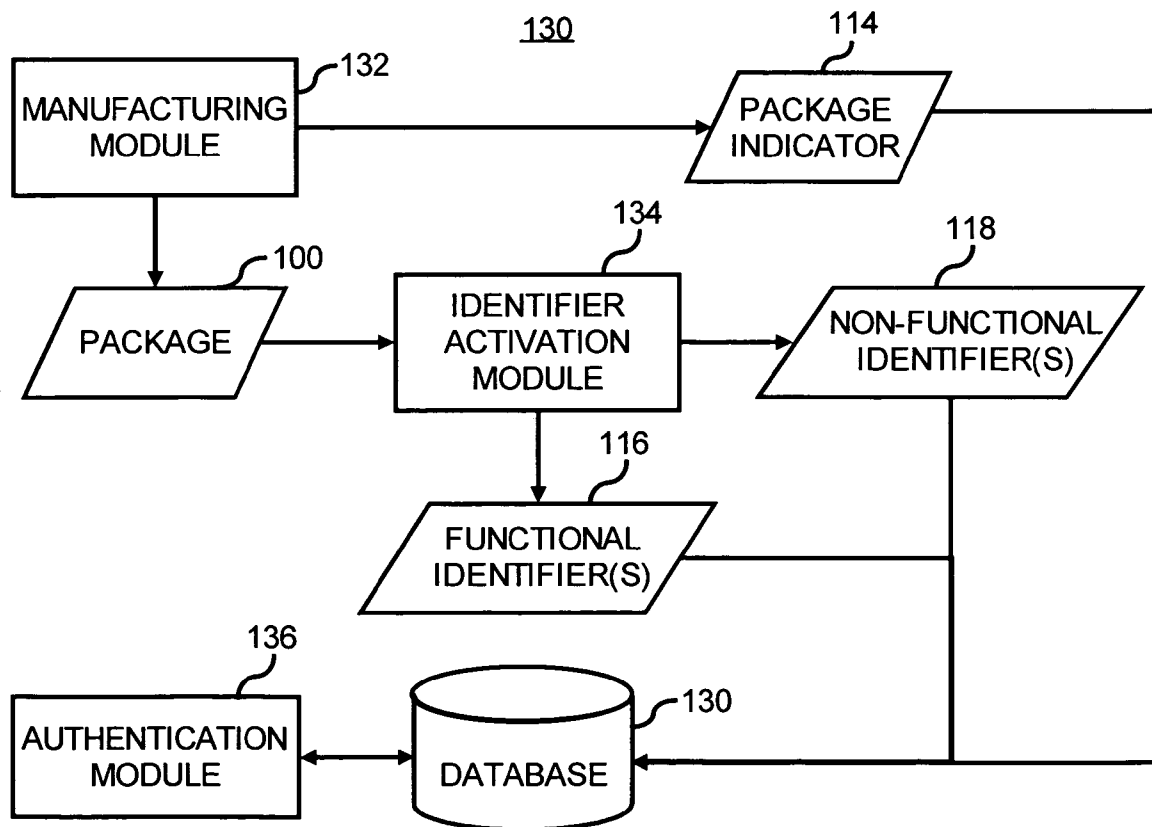 130
114
132
MANUFACTURING
MODULE
PACKAGE
INDICATOR
134
118
100
PACKAGE
IDENTIFIER
ACTIVATION
MODULE
NON-FUNCTIONAL
IDENTIFIER(S)
116
FUNCTIONAL
IDENTIFIER(S)
136
130
AUTHENTICATION
MODULE
DATABASE